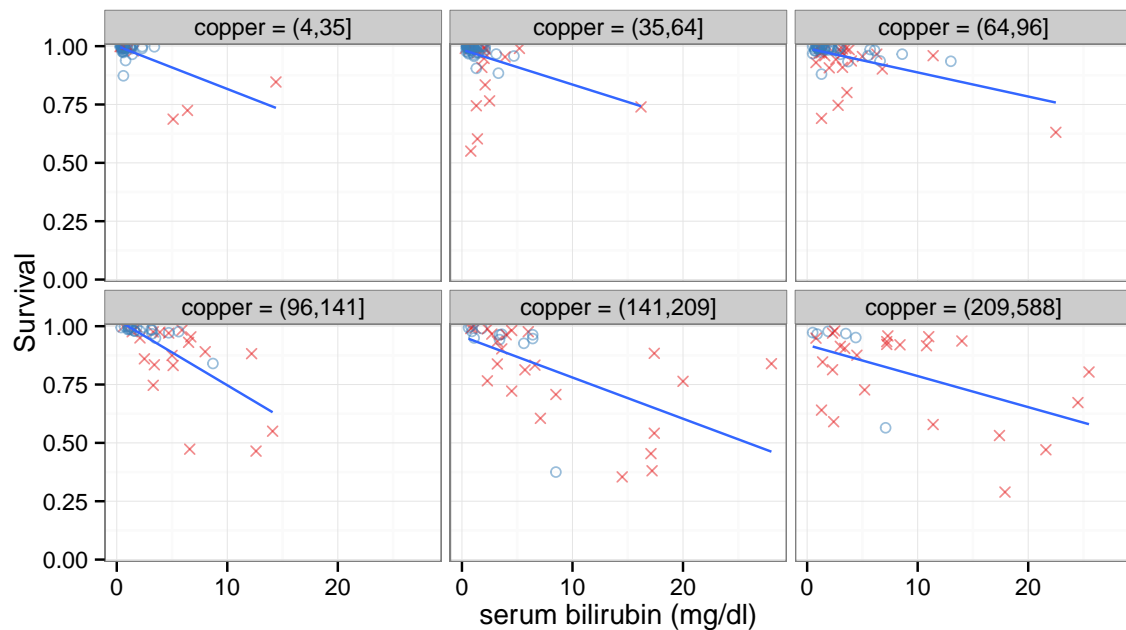 copper = (4,35]
copper = (35,64]
copper = (64,96]
1.00
0.75
0.50
0.25
0.00
Survival
copper = (96,141]
copper = (141,209]
copper = (209,588]
1.00
0.75
0.50
0.25
0.00
0 10 20 0 10 20 0 10 20
serum bilirubin (mg/dl)